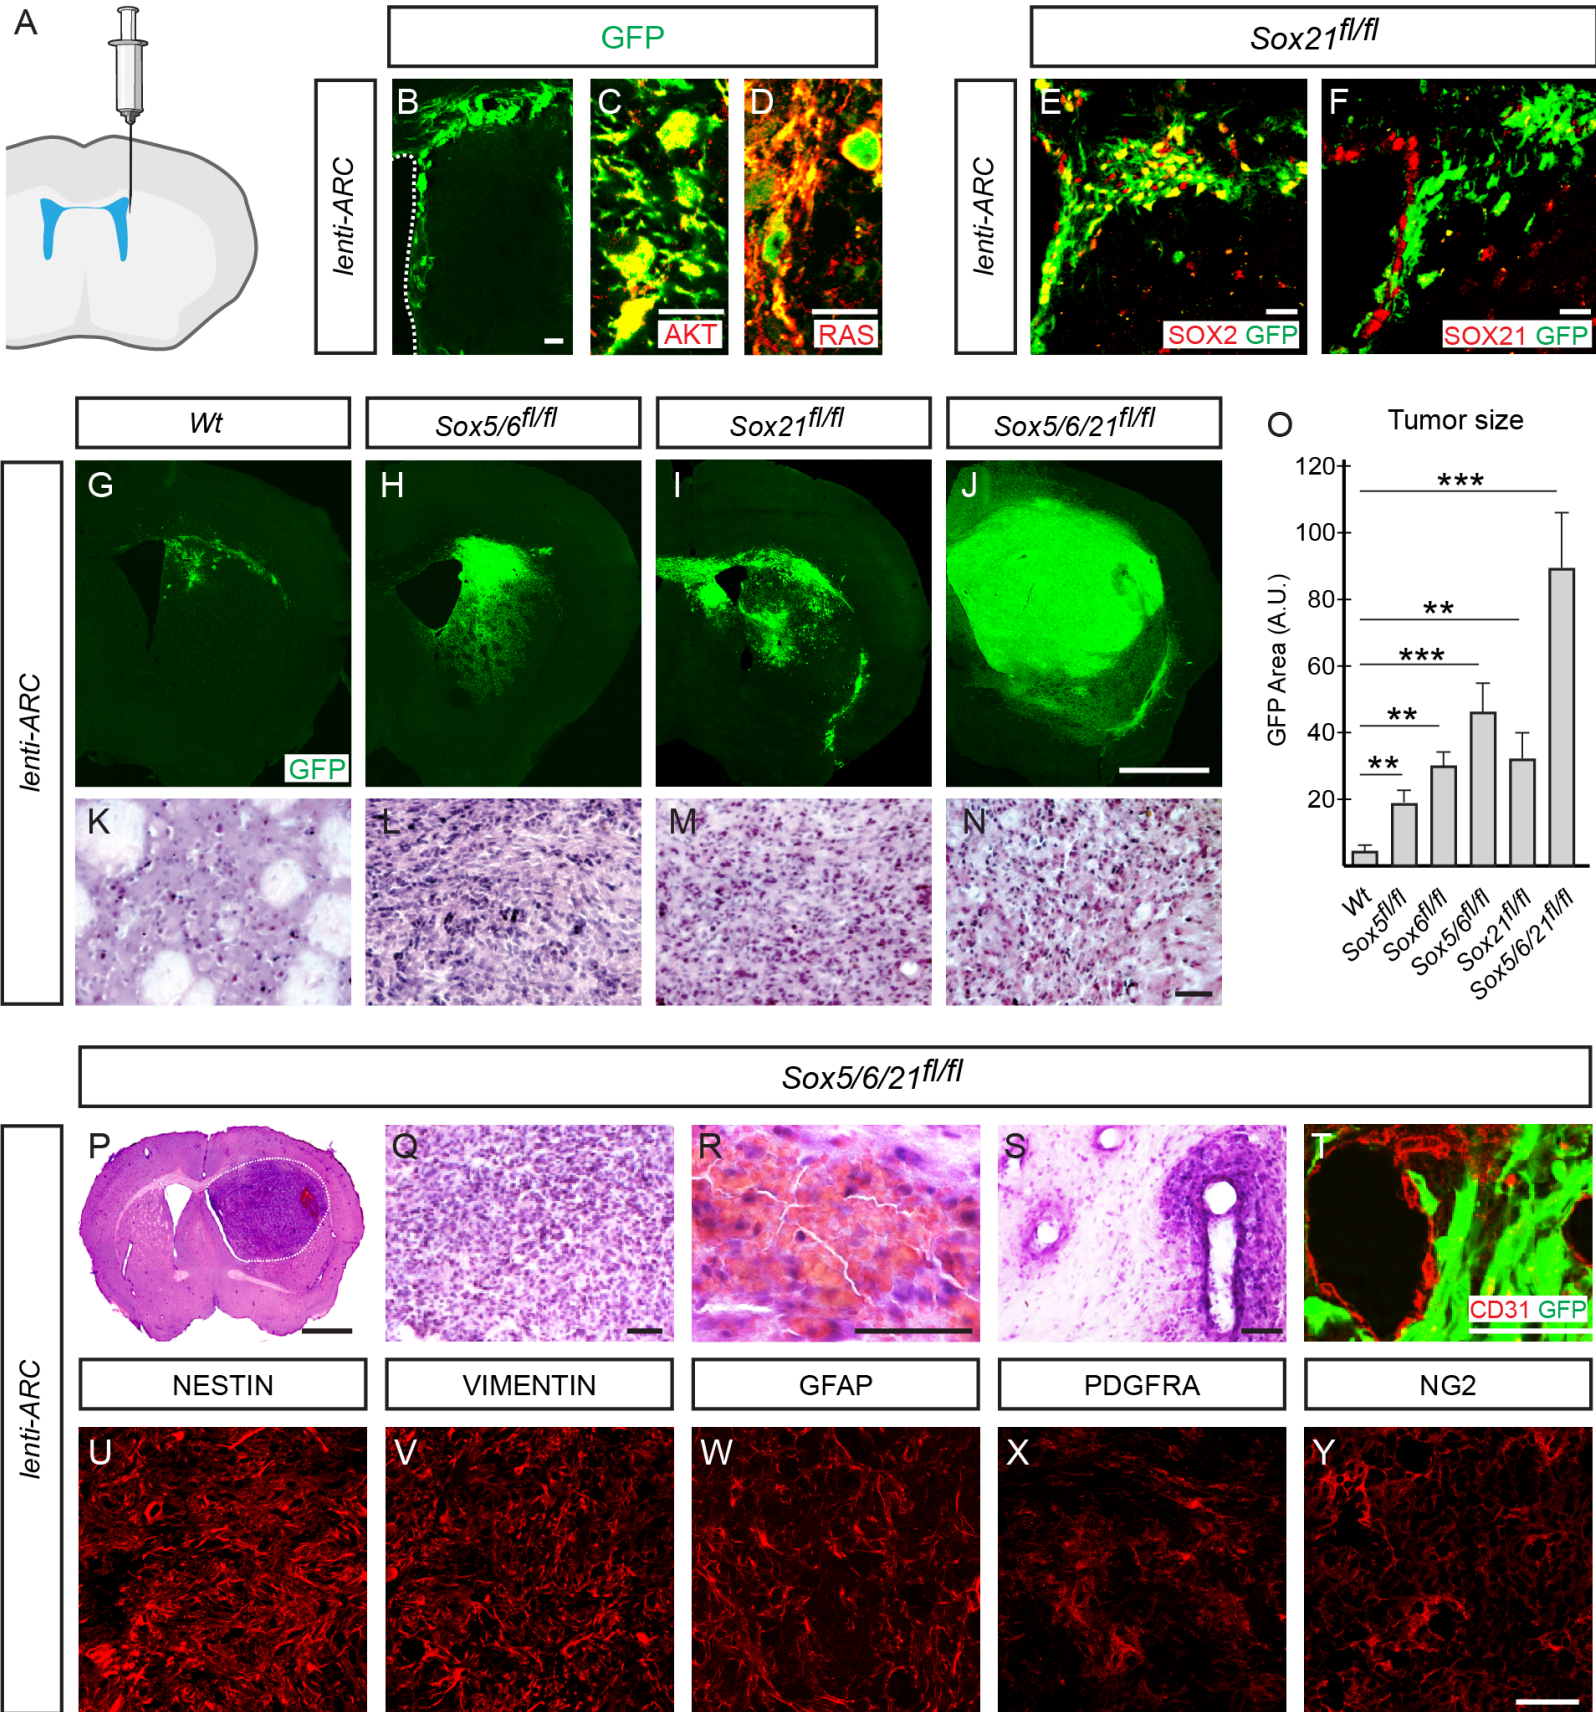 A
GFP
Sox21fl/fl
lenti-ARC
B
C
D
AKT
RAS
lenti-ARC
E
F
SOX2 GFP
SOX21 GFP
Wt
Sox5/6fl/fl
Sox21fl/fl
Sox5/6/21fl/fl
lenti-ARC
G
H
I
J
GFP
K
L
M
N
O
Tumor size
GFP Area (A.U.)
120
100
80
60
40
20
***
**
***
**
**
Wt
Sox5fl/fl
Sox6fl/fl
Sox5/6fl/fl
Sox21fl/fl
Sox5/6/21fl/fl
Sox5/6/21fl/fl
lenti-ARC
P
Q
R
S
T
CD31 GFP
NESTIN
VIMENTIN
GFAP
PDGFRA
NG2
U
V
W
X
Y